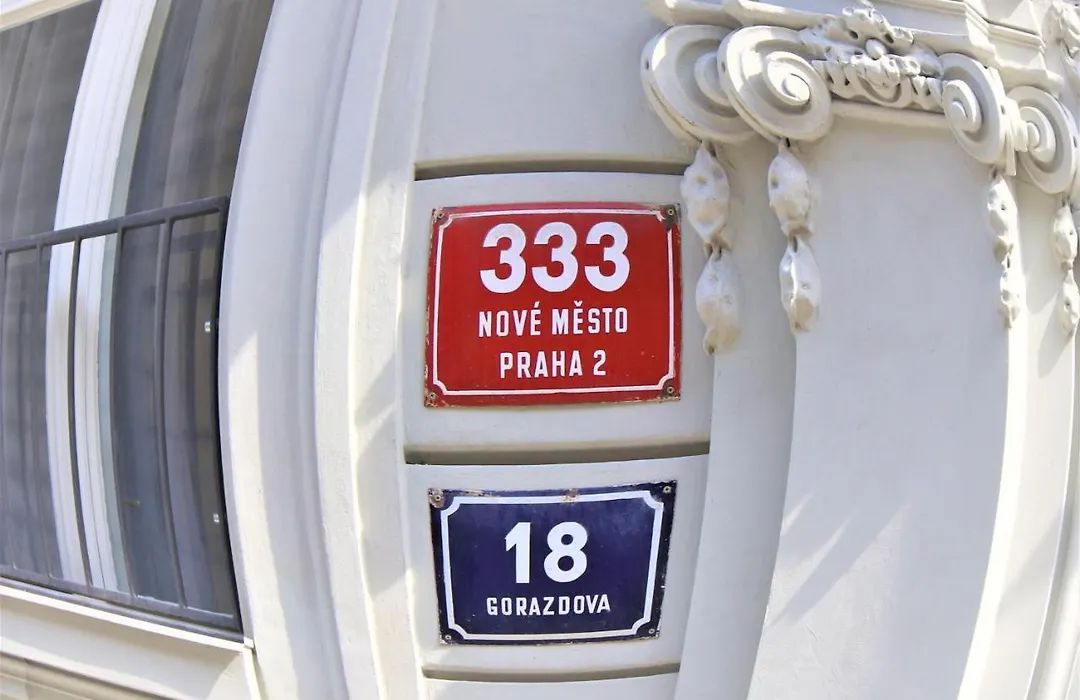 333
NOVÉ MĚSTO
PRAHA 2
18
GORAZDOVA